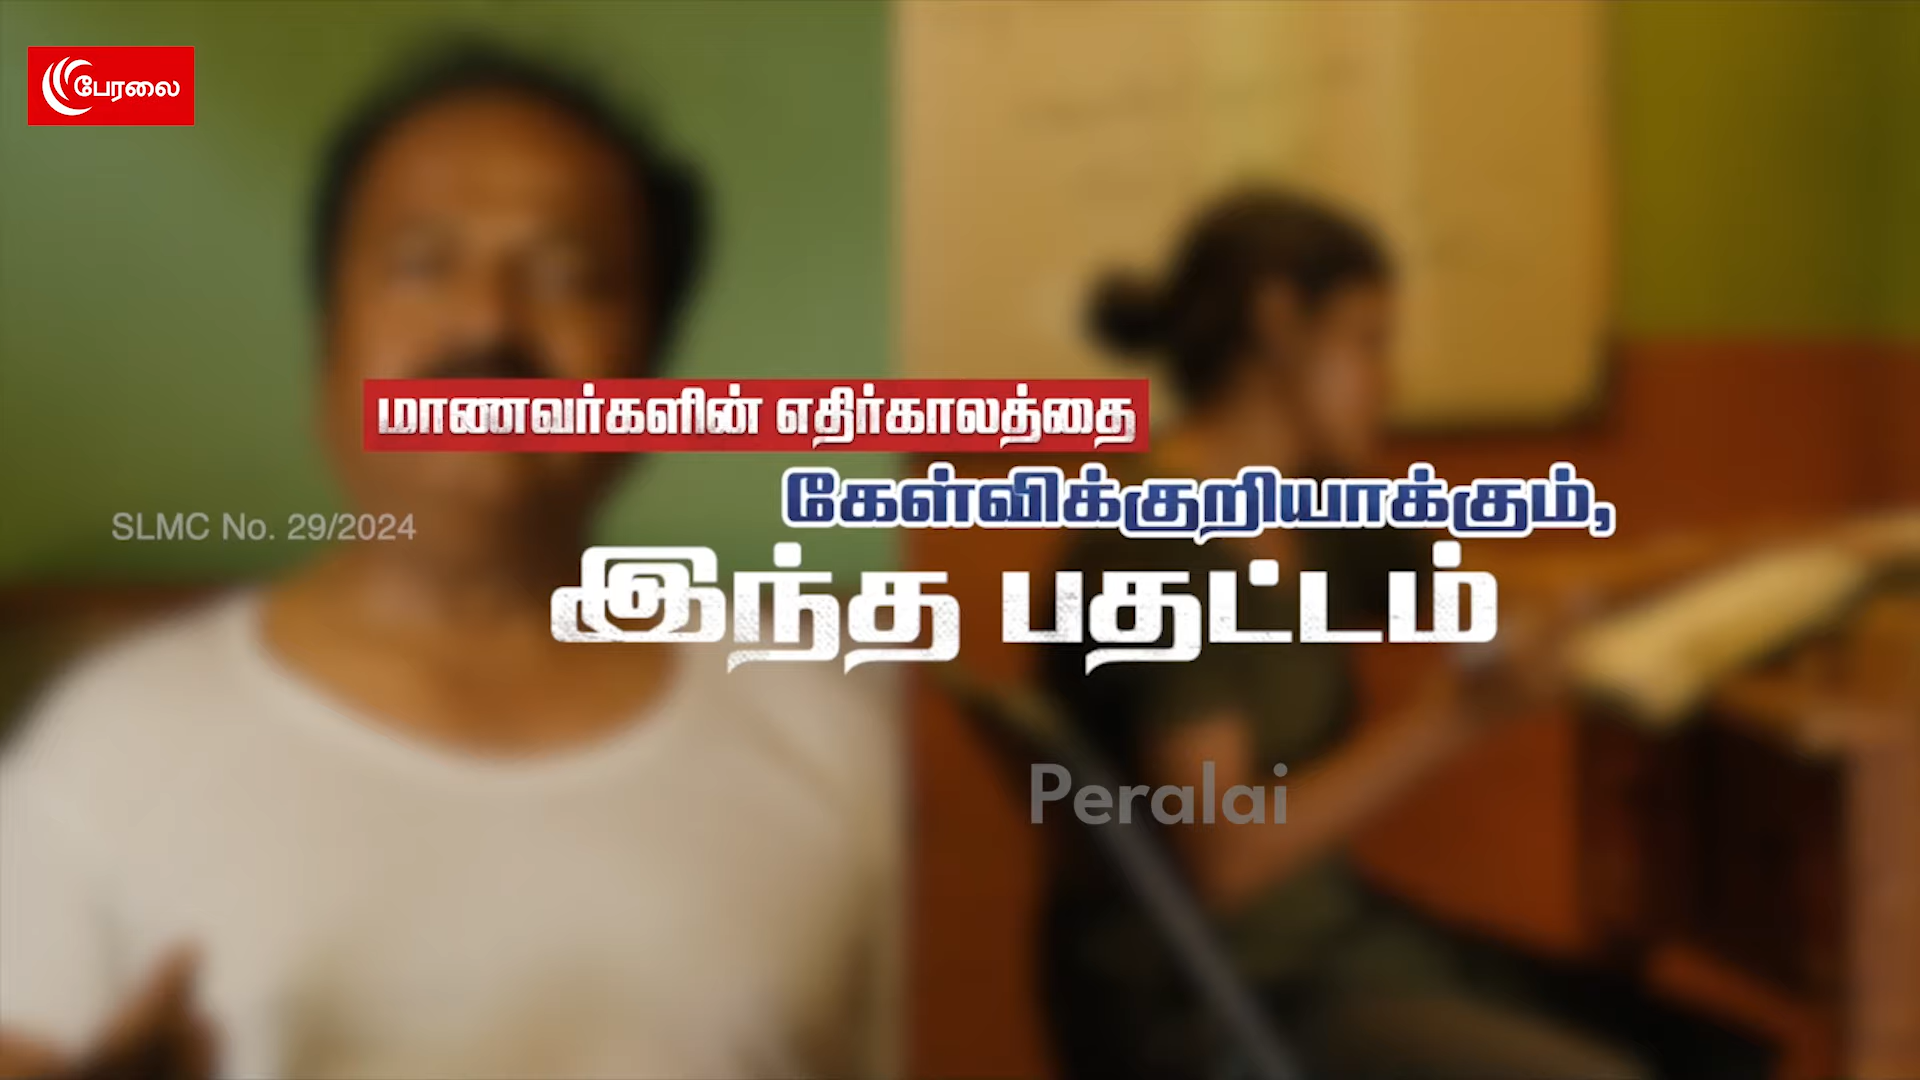 பேரலை
மாணவர்களின் எதிர்காலத்தை
கேள்விக்குறியாக்கும்,
SLMC No. 29/2024
இந்த பதட்டம்
Peralai